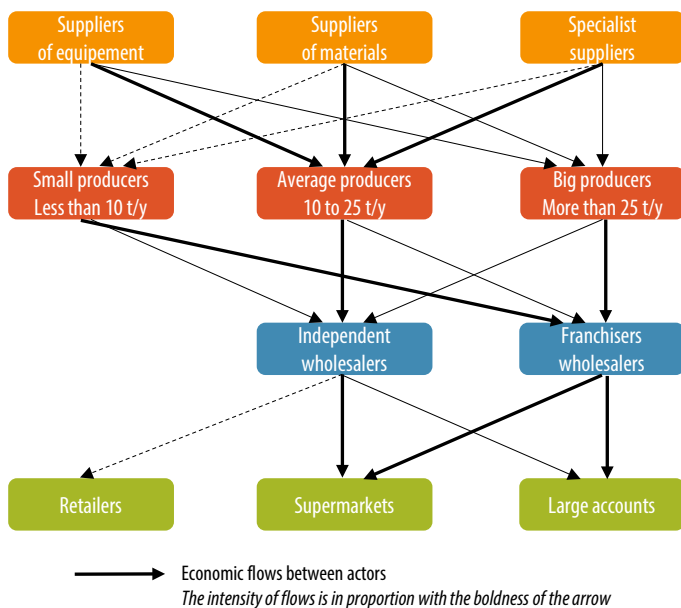 Suppliers
of equipement
Suppliers
of materials
Specialist
suppliers
Small producers
Less than 10 t/y
Average producers
10 to 25 t/y
Big producers
More than 25 t/y
Independent
wholesalers
Franchisers
wholesalers
Retailers
Supermarkets
Large accounts
Economic flows between actors
The intensity of flows is in proportion with the boldness of the arrow